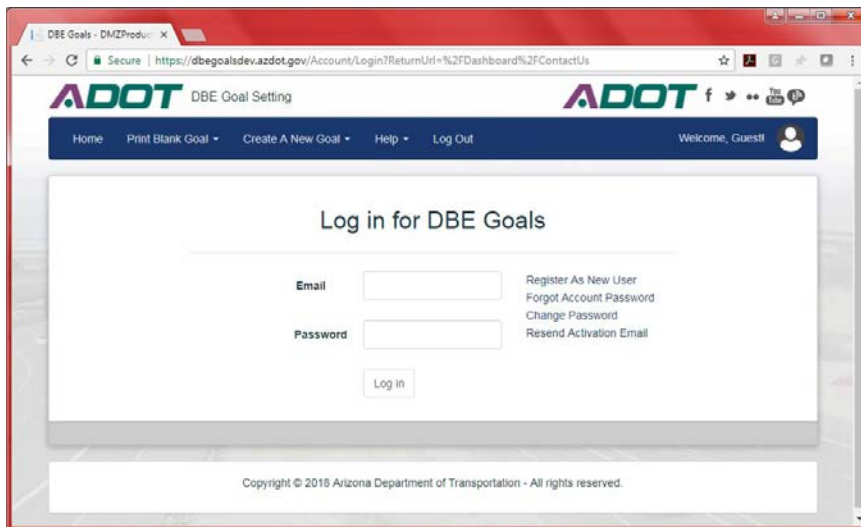 DBE Goals - DMZProduc
Secure | https://dbegoalsdev.azdot.gov/Account/Login?ReturnUrl=%2FDashboard%2FContactUs
ADOT DBE Goal Setting ADOT You Tube
Home Print Blank Goal Create A New Goal Help Log Out Welcome, Guest!
Log in for DBE Goals
Email
Register As New User
Forgot Account Password
Change Password
Password
Resend Activation Email
Log in
Copyright © 2018 Arizona Department of Transportation - All rights reserved.